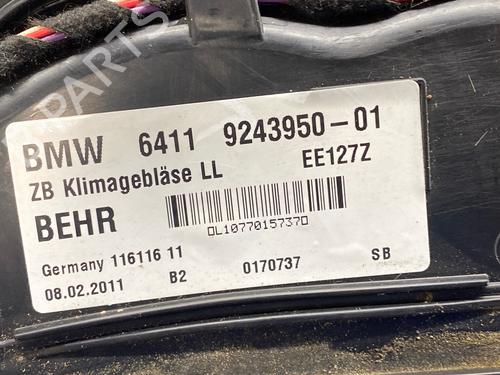 BMW 6411 9243950-01
ZB Klimagebläse LL EE127Z
BEHR
0L10770157370
Germany 116116 11
08.02.2011 B2 0170737 SB